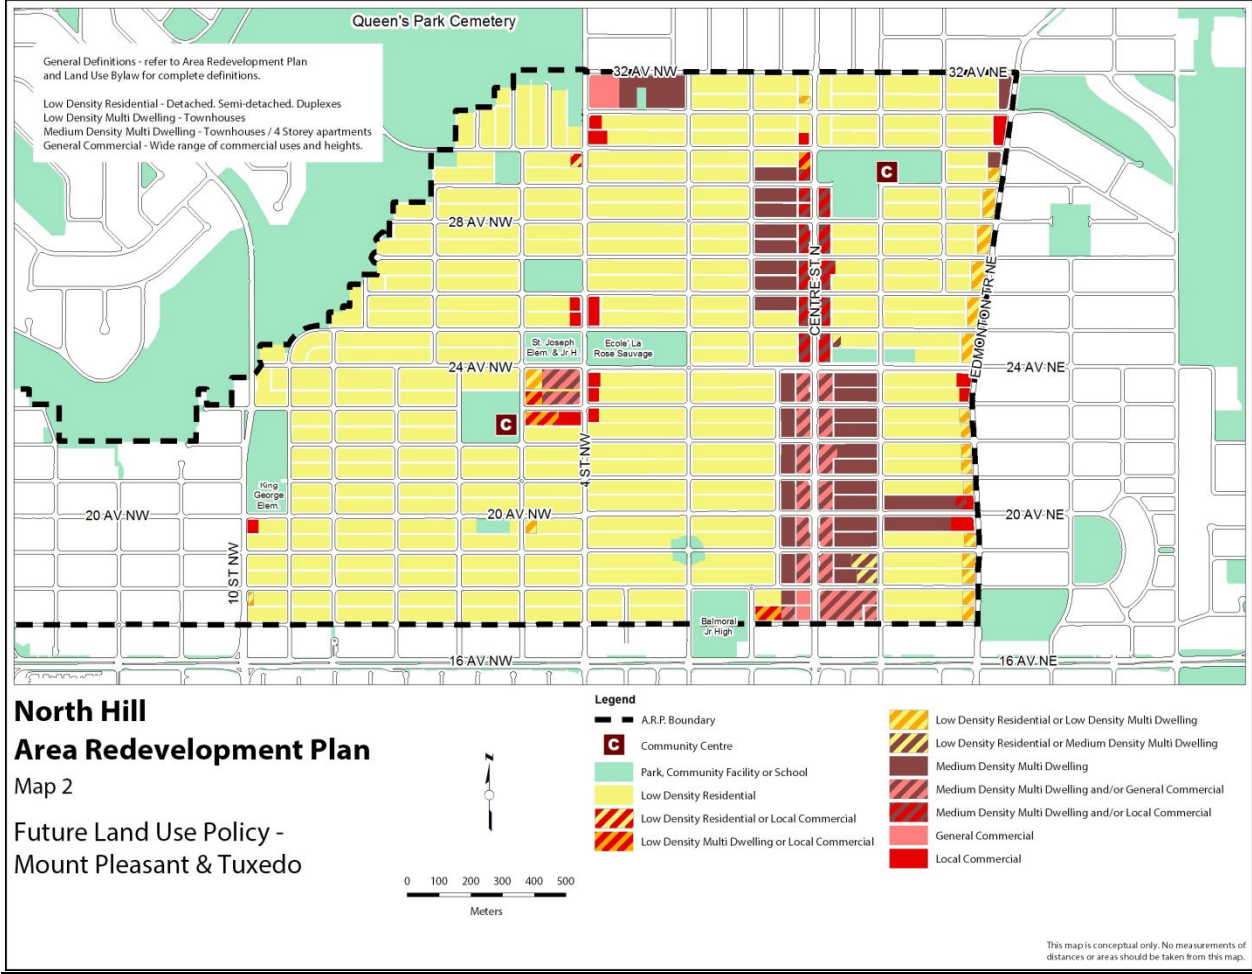 Queen's Park Cemetery
General Definitions - refer to Area Redevelopment Plan
and Land Use Bylaw for complete definitions.
Low Density Residential - Detached. Semi-detached. Duplexes
Low Density Multi Dwelling - Townhouses
Medium Density Multi Dwelling - Townhouses / 4 Storey apartments
General Commercial - Wide range of commercial uses and heights.
32 AV NW
32 AV NE
C
28 AV NW
CENTRE ST N
EDMONTON TR NE
St. Joseph
Elem. & Jr H.
Ecole' La
Rose Sauvage
24 AV NW
24 AV NE
C
4 ST NW
King
George
Elem.
20 AV NW
20 AV NW
20 AV NE
10 ST NW
Balmoral
Jr High
16 AV NW
16 AV NE
North Hill
Area Redevelopment Plan
Map 2
Future Land Use Policy -
Mount Pleasant & Tuxedo
N
0 100 200 300 400 500
Meters
Legend
A.R.P. Boundary
C Community Centre
Park, Community Facility or School
Low Density Residential
Low Density Residential or Local Commercial
Low Density Multi Dwelling or Local Commercial
Low Density Residential or Low Density Multi Dwelling
Low Density Residential or Medium Density Multi Dwelling
Medium Density Multi Dwelling
Medium Density Multi Dwelling and/or General Commercial
Medium Density Multi Dwelling and/or Local Commercial
General Commercial
Local Commercial
This map is conceptual only. No measurements of
distances or areas should be taken from this map.